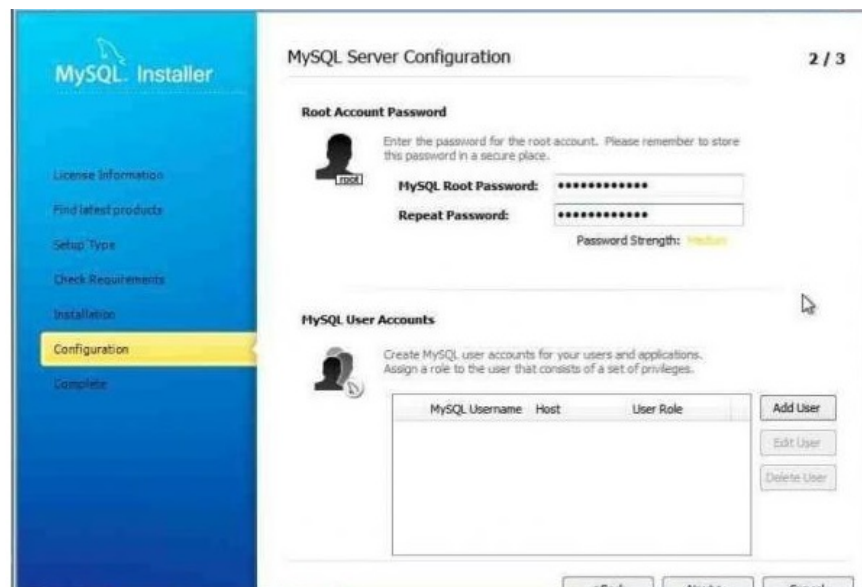 MySQL. Installer
MySQL Server Configuration
2 / 3
Root Account Password
Enter the password for the root account. Please remember to store
this password in a secure place.
root
MySQL Root Password: ••••••••••••
Repeat Password: ••••••••••••
Password Strength: Medium
License Information
Find latest products
Setup Type
Check Requirements
Installation
Configuration
Complete
MySQL User Accounts
Create MySQL user accounts for your users and applications.
Assign a role to the user that consists of a set of privileges.
MySQL Username Host User Role
Add User
Edit User
Delete User